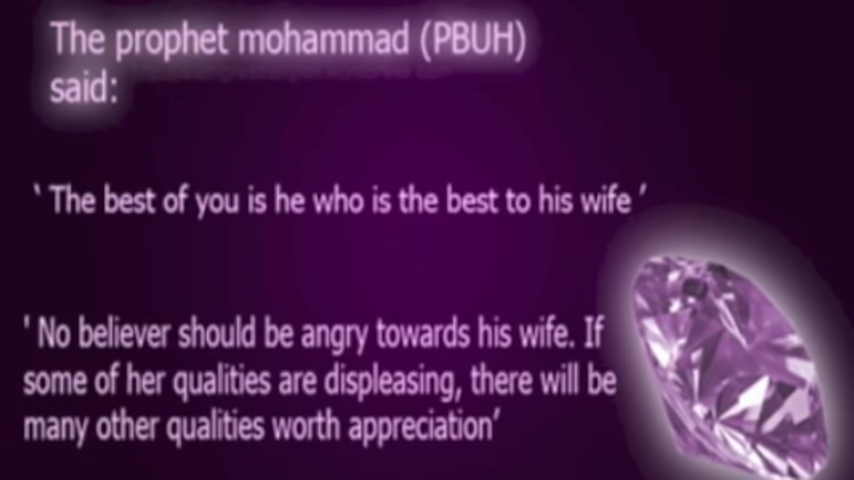 The prophet mohammad (PBUH)
said:
‘ The best of you is he who is the best to his wife ’
' No believer should be angry towards his wife. If
some of her qualities are displeasing, there will be
many other qualities worth appreciation’